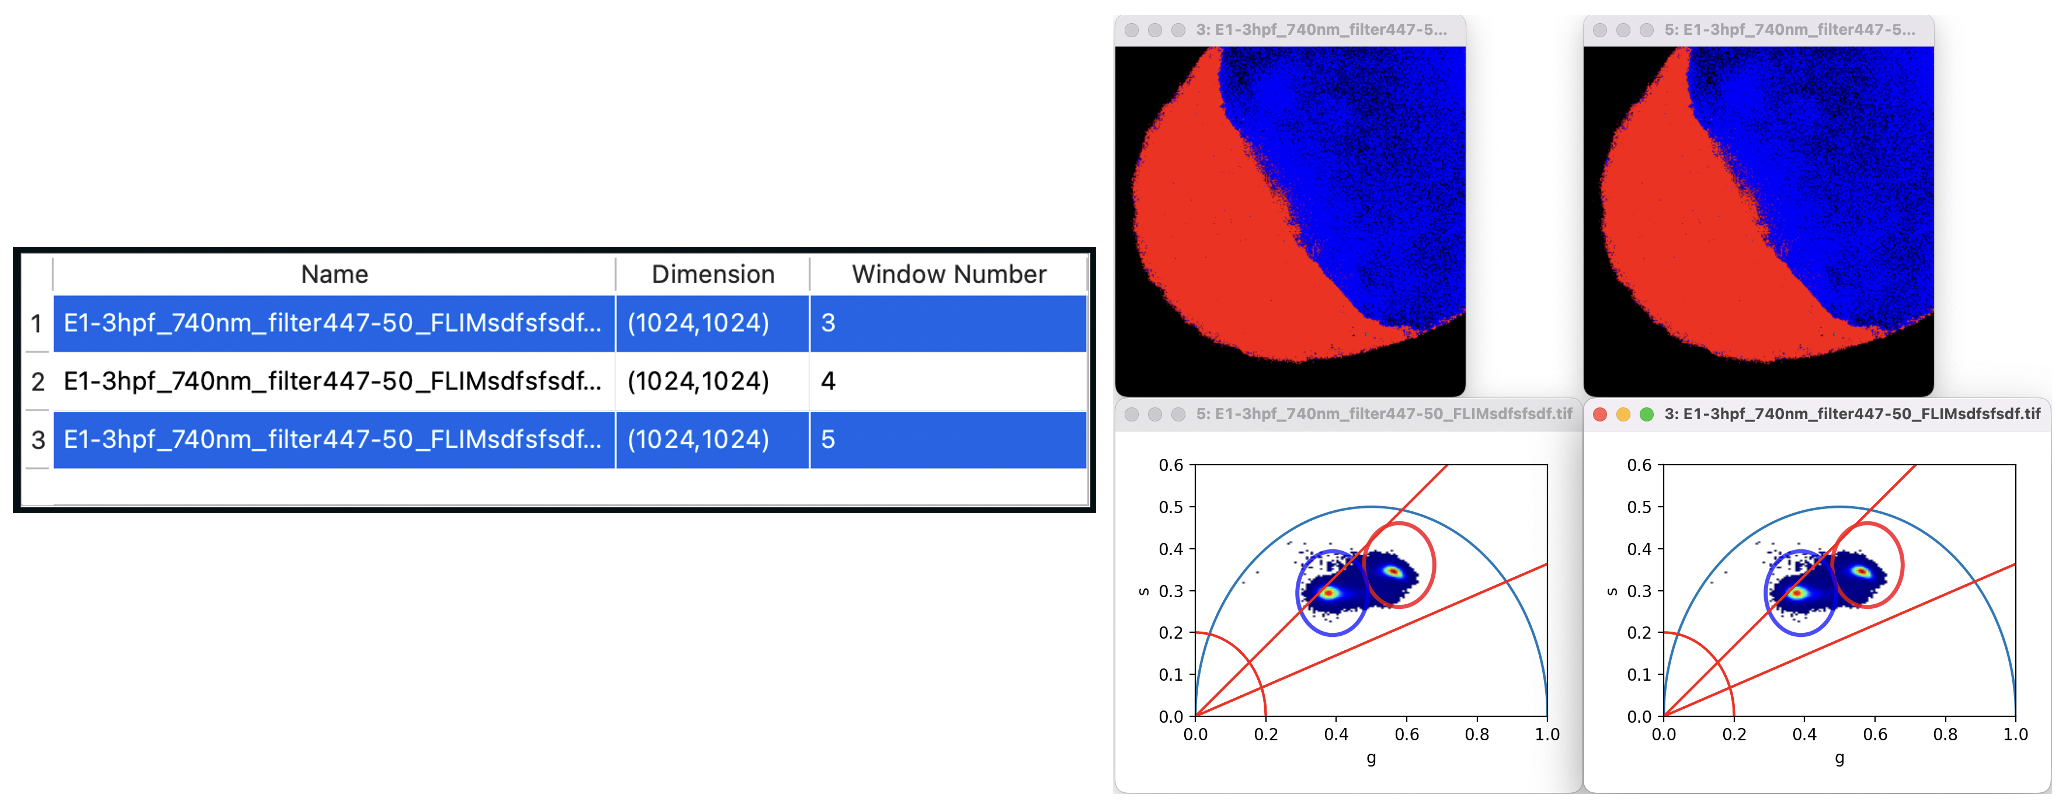 Name Dimension Window Number
1 E1-3hpf_740nm_filter447-50_FLIMsdfsfsdf... (1024,1024) 3
2 E1-3hpf_740nm_filter447-50_FLIMsdfsfsdf... (1024,1024) 4
3 E1-3hpf_740nm_filter447-50_FLIMsdfsfsdf... (1024,1024) 5
3: E1-3hpf_740nm_filter447-5...
5: E1-3hpf_740nm_filter447-5...
5: E1-3hpf_740nm_filter447-50_FLIMsdfsfsdf.tif
0.6
0.5
0.4
0.3
0.2
0.1
0.0
s
0.0 0.2 0.4 0.6 0.8 1.0
g
3: E1-3hpf_740nm_filter447-50_FLIMsdfsfsdf.tif
0.6
0.5
0.4
0.3
0.2
0.1
0.0
s
0.0 0.2 0.4 0.6 0.8 1.0
g